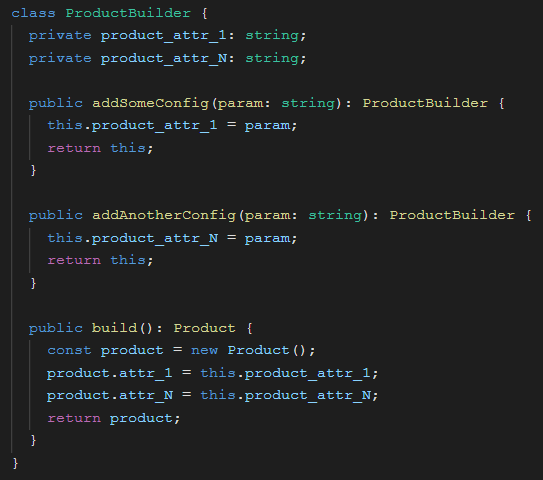 class ProductBuilder {
  private product_attr_1: string;
  private product_attr_N: string;

  public addSomeConfig(param: string): ProductBuilder {
    this.product_attr_1 = param;
    return this;
  }

  public addAnotherConfig(param: string): ProductBuilder {
    this.product_attr_N = param;
    return this;
  }

  public build(): Product {
    const product = new Product();
    product.attr_1 = this.product_attr_1;
    product.attr_N = this.product_attr_N;
    return product;
  }
}